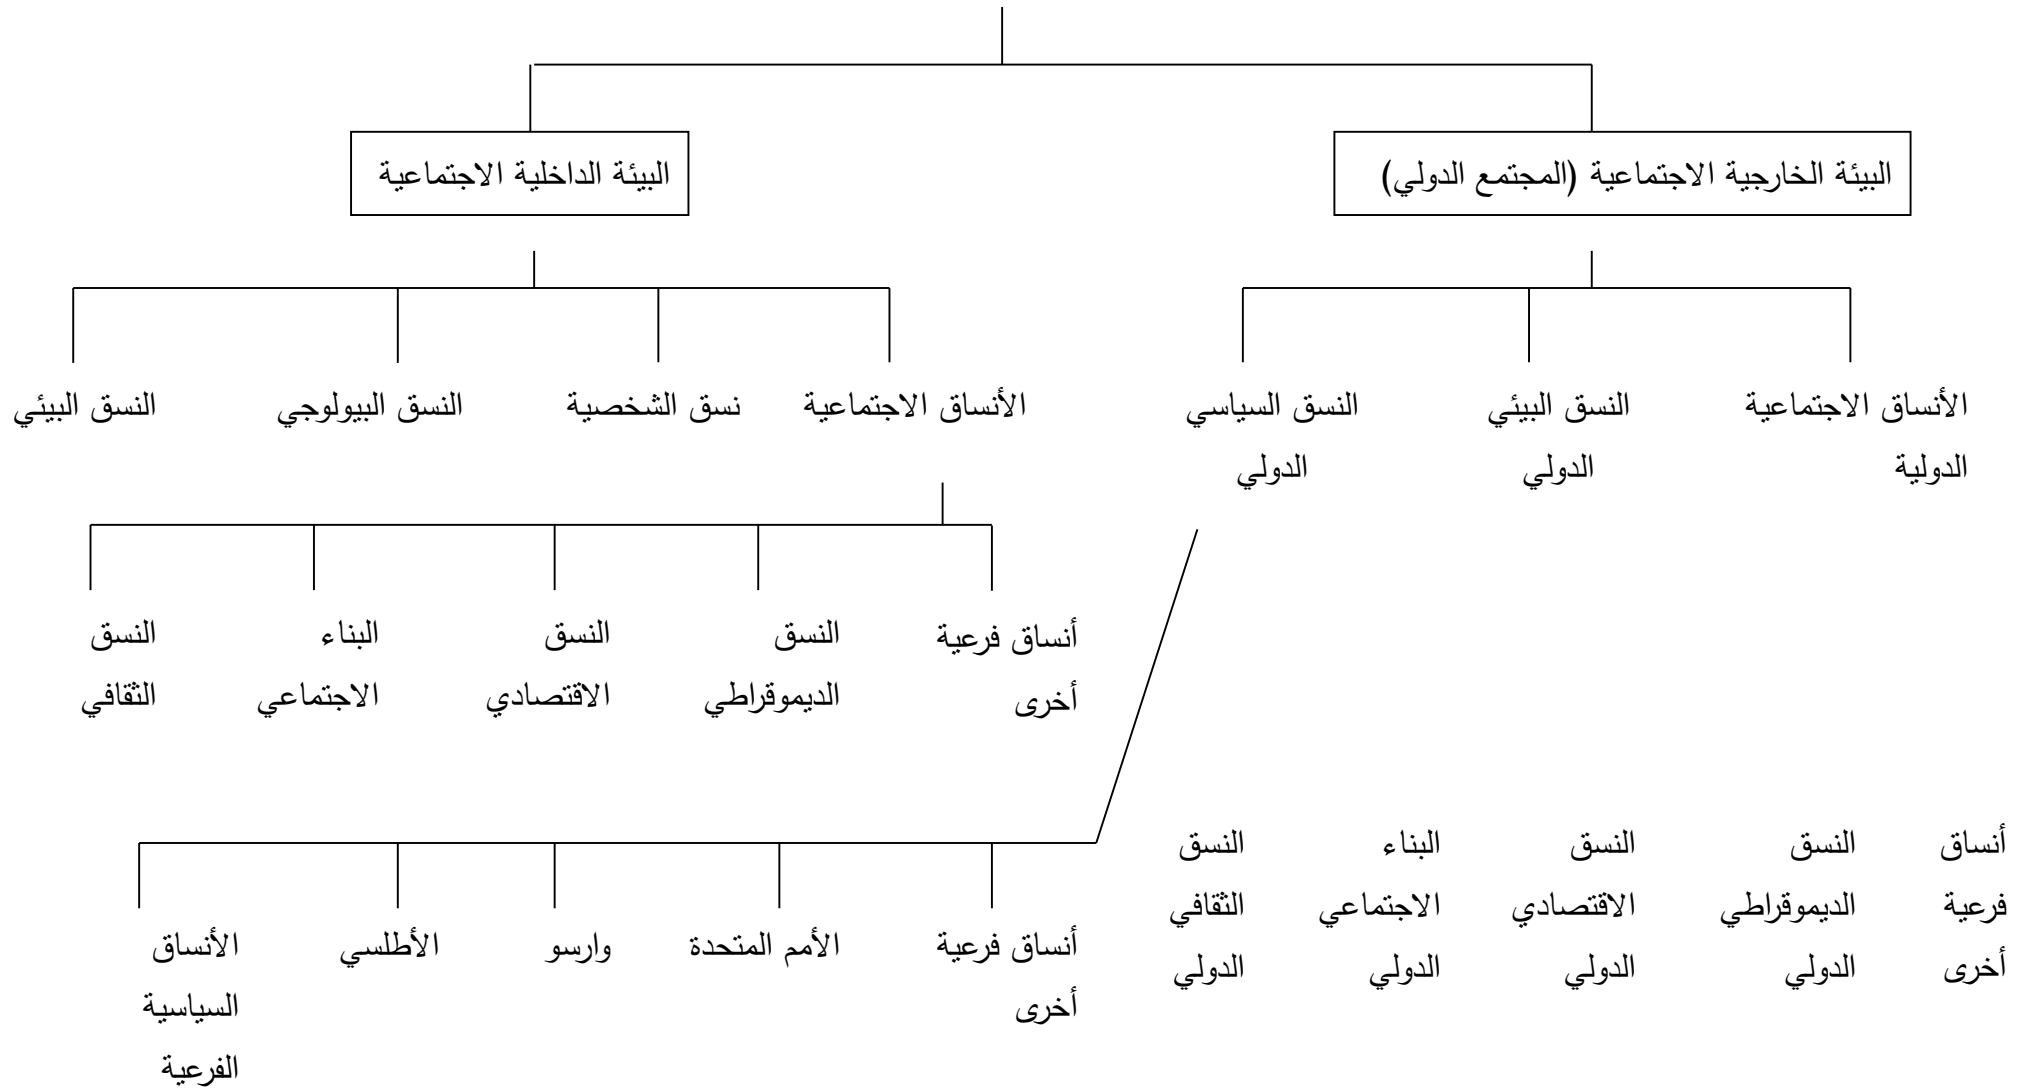 البيئة الخارجية الاجتماعية (المجتمع الدولي)
البيئة الداخلية الاجتماعية
الأنساق الاجتماعية
الدولية
النسق البيئي
الدولي
النسق السياسي
الدولي
الأنساق الاجتماعية
نسق الشخصية
النسق البيولوجي
النسق البيئي
أنساق فرعية
أخرى
النسق
الديموقراطي
النسق
الاقتصادي
البناء
الاجتماعي
النسق
الثقافي
أنساق
فرعية
أخرى
النسق
الديموقراطي
الدولي
النسق
الاقتصادي
الدولي
البناء
الاجتماعي
الدولي
النسق
الثقافي
الدولي
أنساق فرعية
أخرى
الأمم المتحدة
وارسو
الأطلسي
الأنساق
السياسية
الفرعية